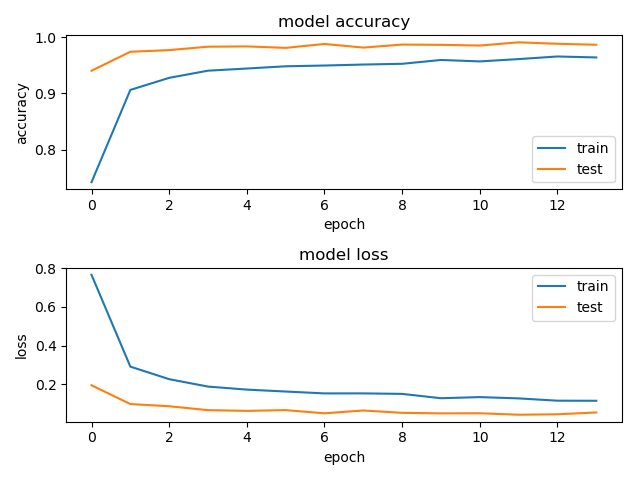 model accuracy
1.0
0.9
0.8
accuracy
train
test
0 2 4 6 8 10 12
epoch
model loss
0.8
0.6
0.4
0.2
loss
train
test
0 2 4 6 8 10 12
epoch